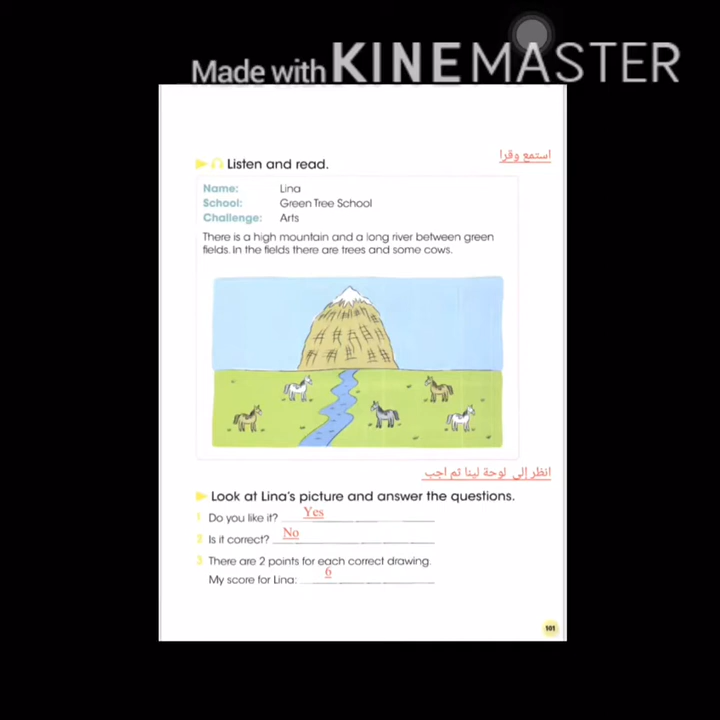 Made with KINEMASTER
استمع وقرا
Listen and read.
Name: Lina
School: Green Tree School
Challenge: Arts
There is a high mountain and a long river between green
fields. In the fields there are trees and some cows.
انظر إلى لوحة لينا ثم اجب
Look at Lina's picture and answer the questions.
1 Do you like it? Yes
2 Is it correct? No
3 There are 2 points for each correct drawing.
My score for Lina: 6
101